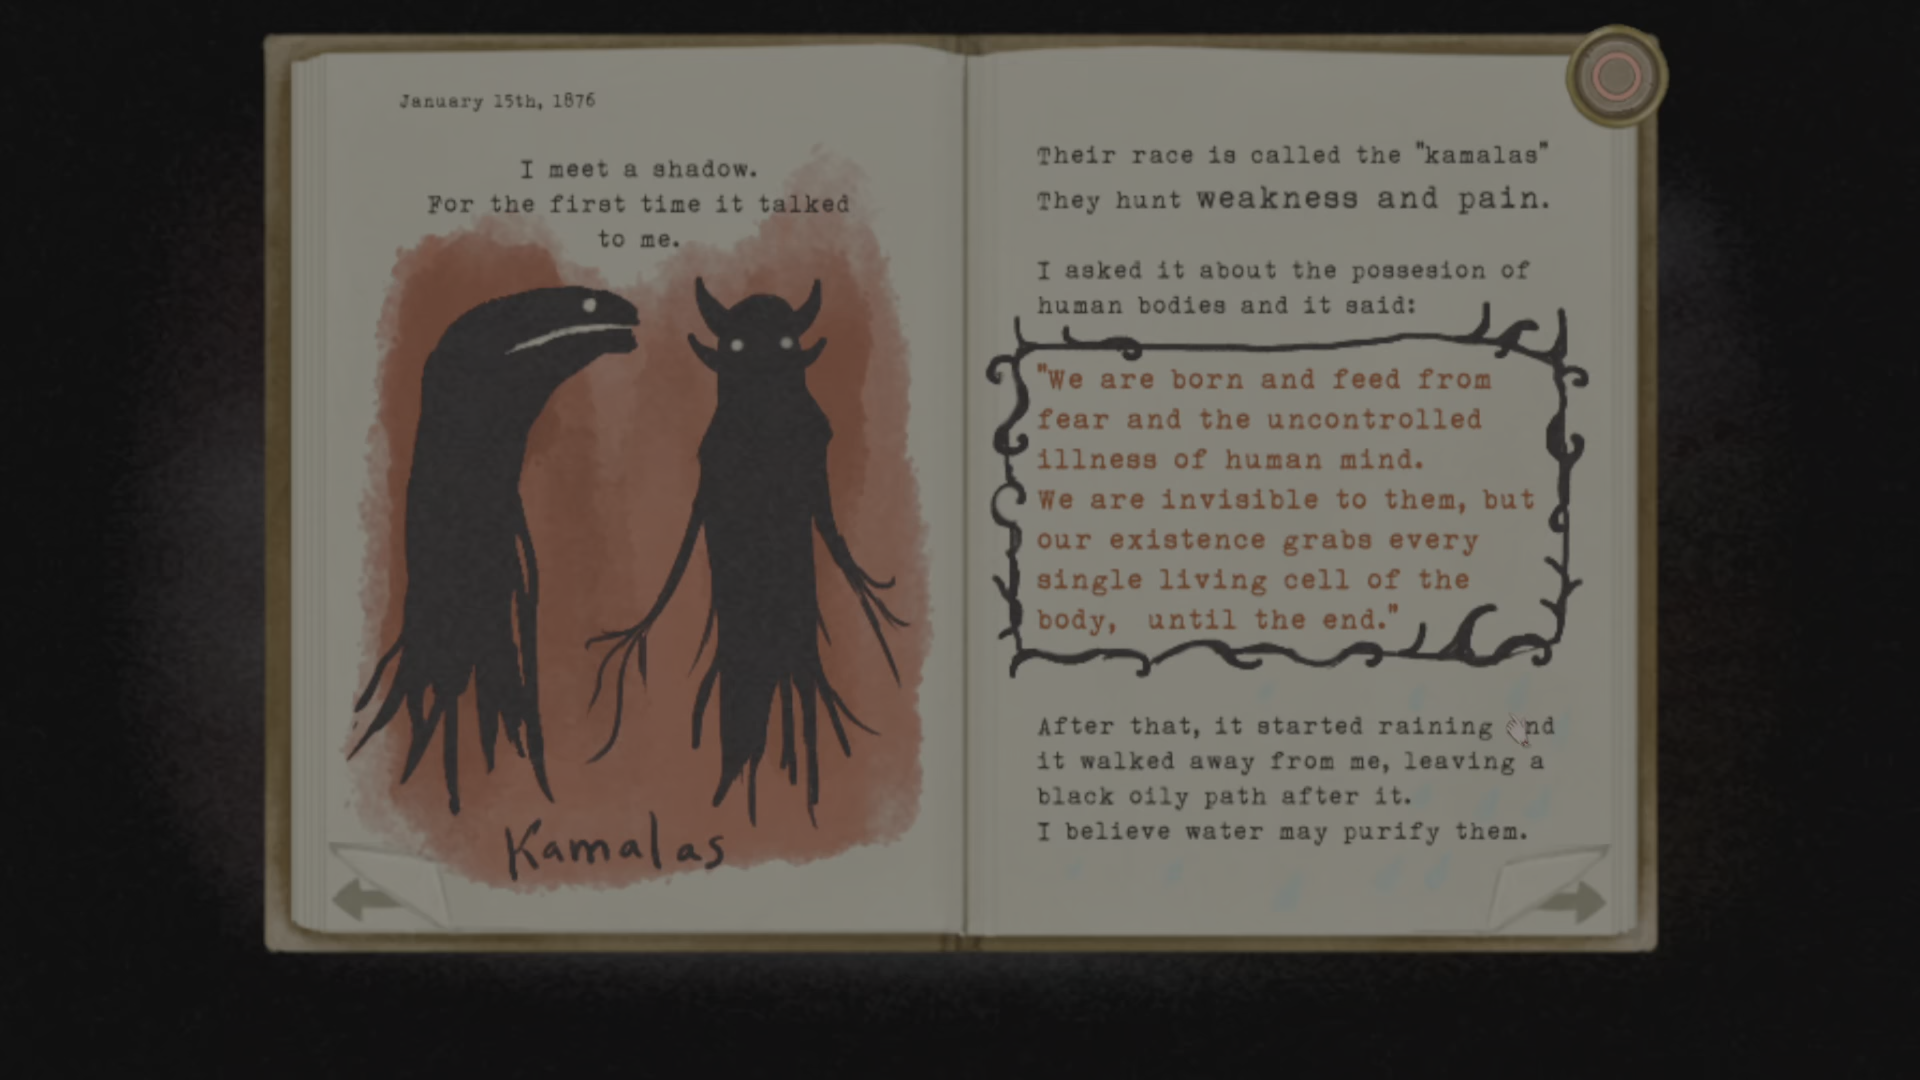 January 15th, 1876
I meet a shadow.
For the first time it talked
to me.
Kamalas
Their race is called the "kamalas"
They hunt weakness and pain.
I asked it about the possesion of
human bodies and it said:
"We are born and feed from
fear and the uncontrolled
illness of human mind.
We are invisible to them, but
our existence grabs every
single living cell of the
body, until the end."
After that, it started raining and
it walked away from me, leaving a
black oily path after it.
I believe water may purify them.